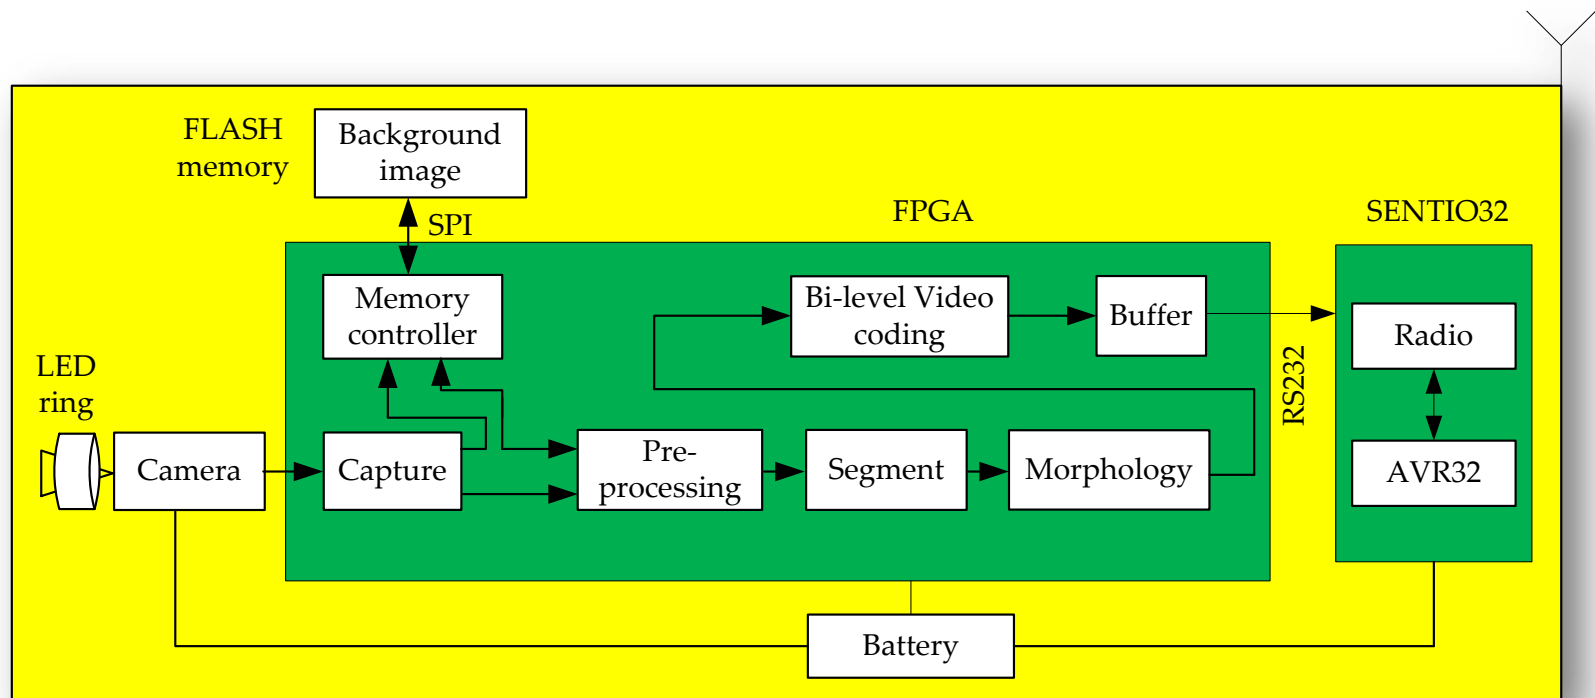 FLASH
memory
Background
image
SPI
FPGA
SENTIO32
Memory
controller
Bi-level Video
coding
Buffer
Radio
RS232
LED
ring
Camera
Capture
Pre-
processing
Segment
Morphology
AVR32
Battery